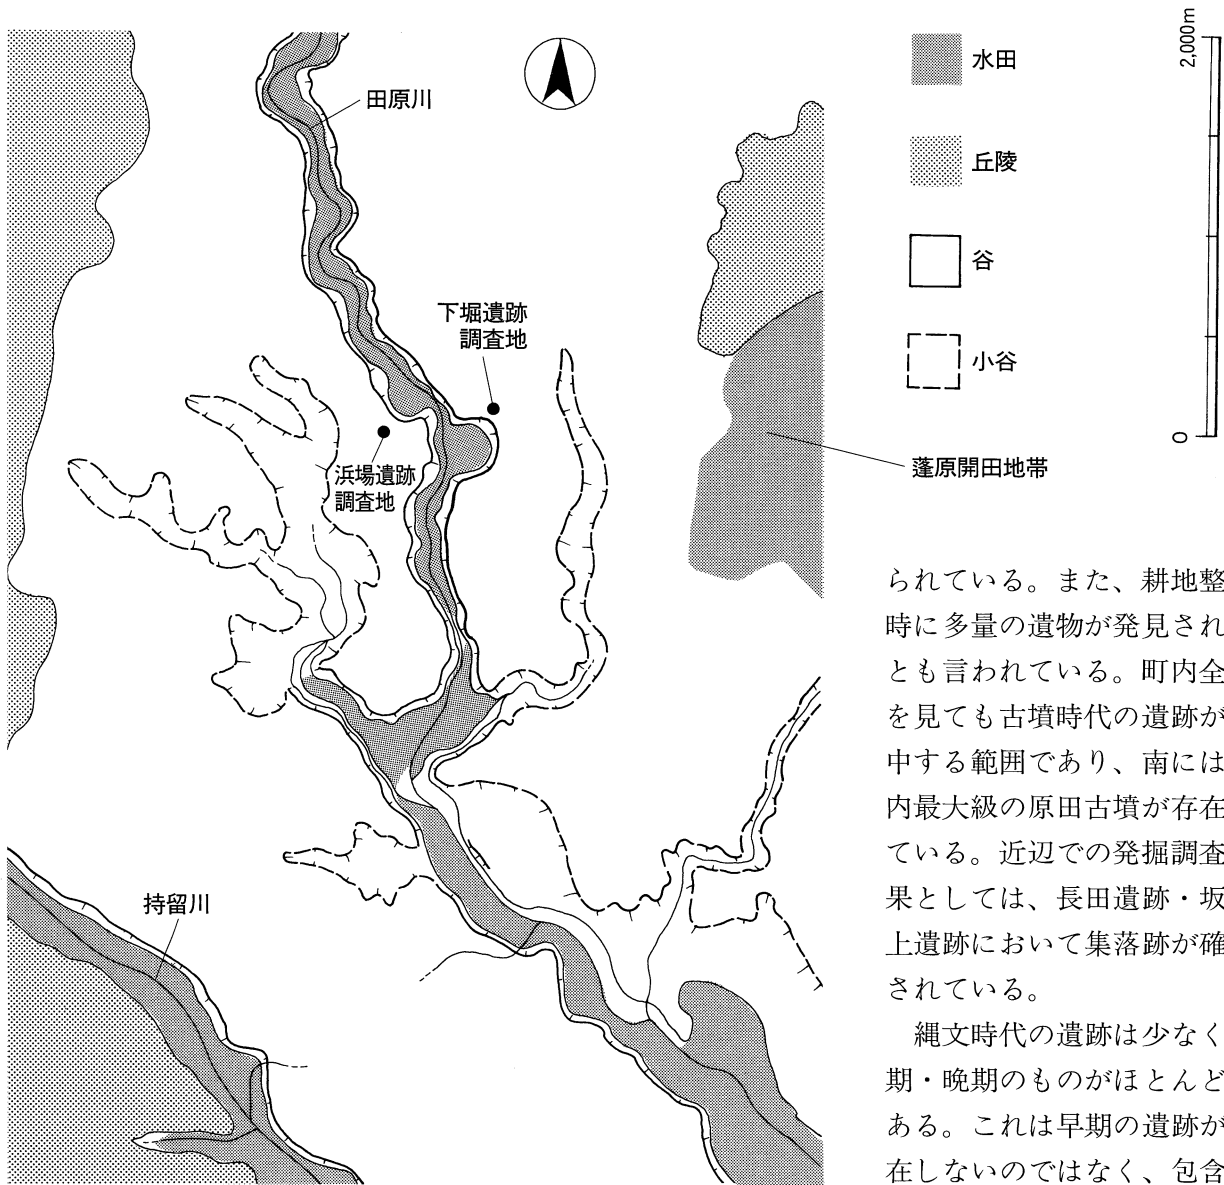 田原川
下堀遺跡
調査地
浜場遺跡
調査地
持留川
水田
丘陵
谷
小谷
蓬原開田地帯
2,000m
0
られている。また、耕地整
時に多量の遺物が発見され
とも言われている。町内全
を見ても古墳時代の遺跡が
中する範囲であり、南には
内最大級の原田古墳が存在
ている。近辺での発掘調査
果としては、長田遺跡・坂
上遺跡において集落跡が確
されている。
縄文時代の遺跡は少なく
期・晩期のものがほとんど
ある。これは早期の遺跡が
在しないのではなく、包含